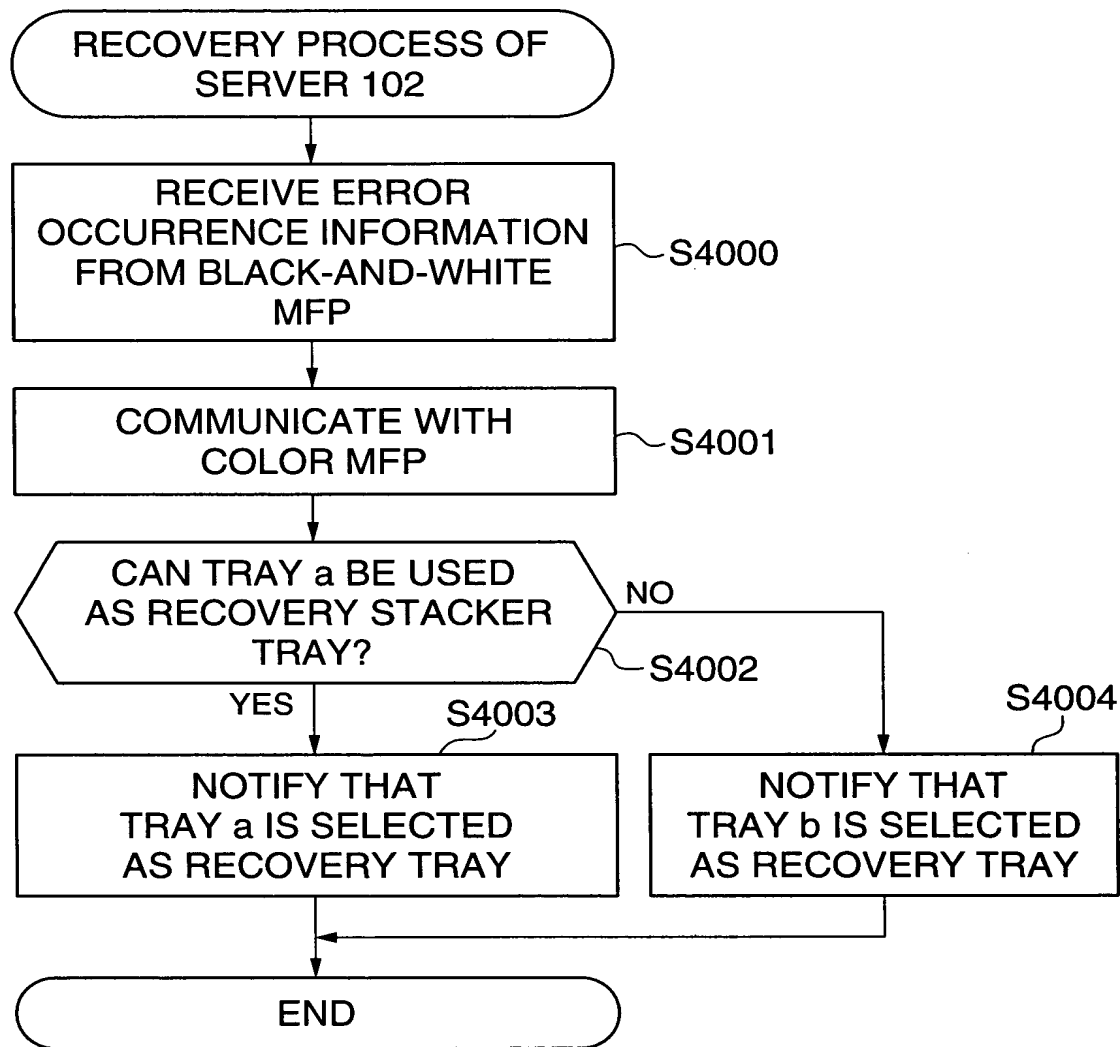 RECOVERY PROCESS OF
SERVER 102
RECEIVE ERROR
OCCURRENCE INFORMATION
FROM BLACK-AND-WHITE
MFP
S4000
COMMUNICATE WITH
COLOR MFP
S4001
CAN TRAY a BE USED
AS RECOVERY STACKER
TRAY?
NO
S4002
YES
S4003
S4004
NOTIFY THAT
TRAY a IS SELECTED
AS RECOVERY TRAY
NOTIFY THAT
TRAY b IS SELECTED
AS RECOVERY TRAY
END